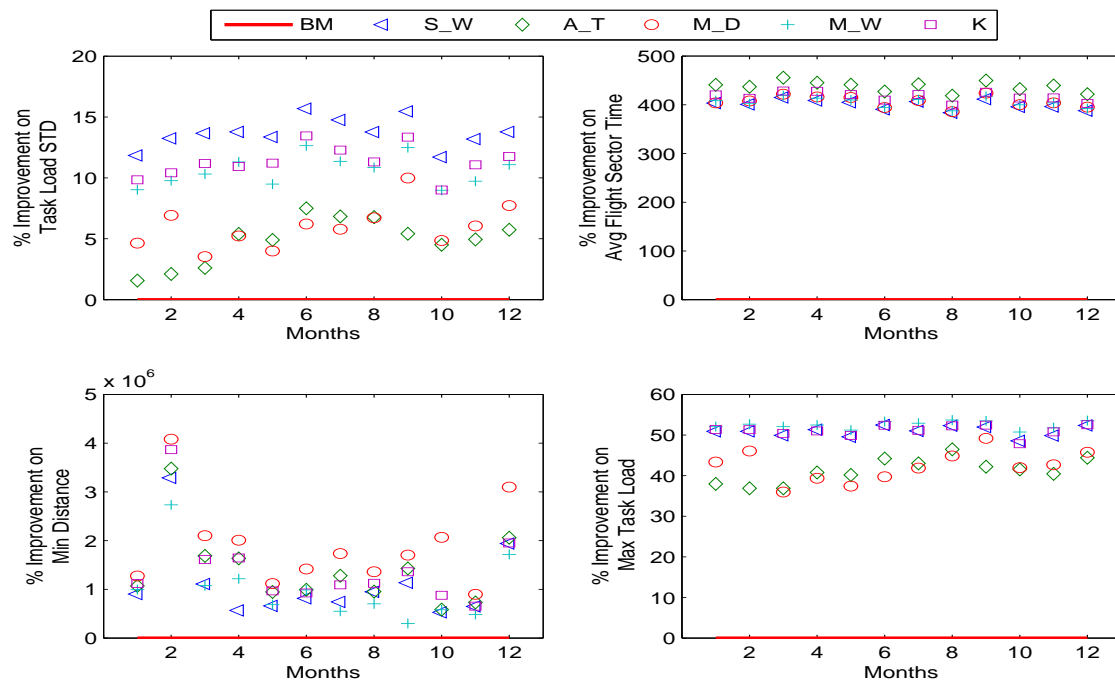 BM S_W A_T M_D M_W K
% Improvement on
Task Load STD
20
15
10
5
0
2 4 6 8 10 12
Months
% Improvement on
Avg Flight Sector Time
500
400
300
200
100
0
2 4 6 8 10 12
Months
× 10^6
% Improvement on
Min Distance
5
4
3
2
1
0
2 4 6 8 10 12
Months
% Improvement on
Max Task Load
60
50
40
30
20
10
0
2 4 6 8 10 12
Months